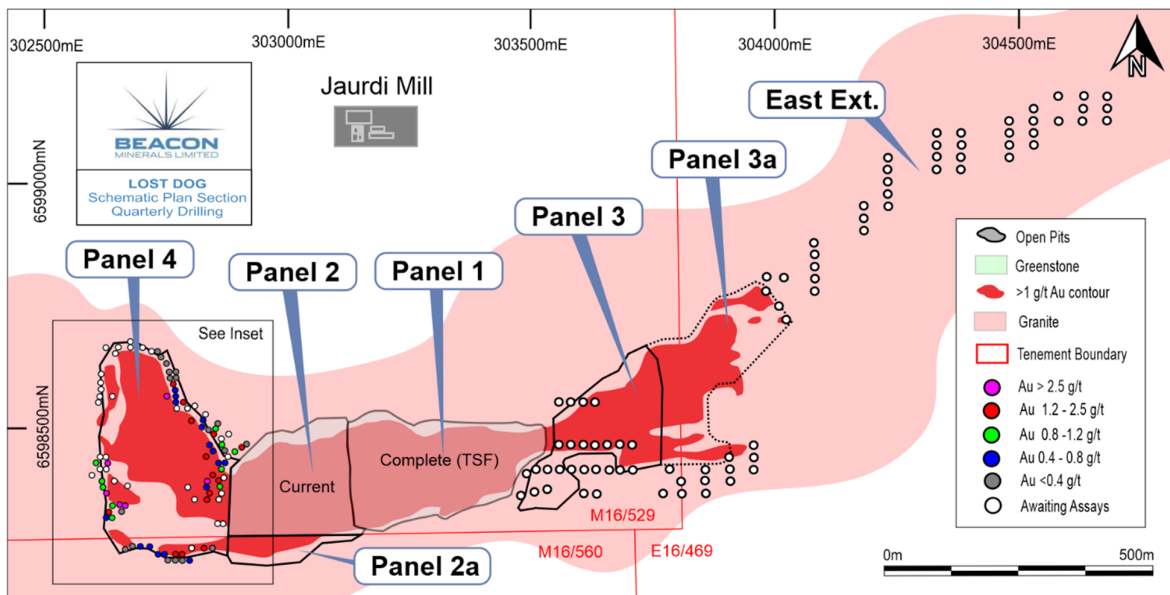 302500mE
303000mE
303500mE
304000mE
304500mE
N
6599000mN
6598500mN
BEACON
MINERALS LIMITED
LOST DOG
Schematic Plan Section
Quarterly Drilling
Jaurdi Mill
East Ext.
Panel 3a
Panel 3
Panel 4
Panel 2
Panel 1
See Inset
Complete (TSF)
Current
Panel 2a
M16/529
M16/560
E16/469
Open Pits
Greenstone
>1 g/t Au contour
Granite
Tenement Boundary
Au > 2.5 g/t
Au 1.2 - 2.5 g/t
Au 0.8 -1.2 g/t
Au 0.4 - 0.8 g/t
Au <0.4 g/t
Awaiting Assays
0m
500m